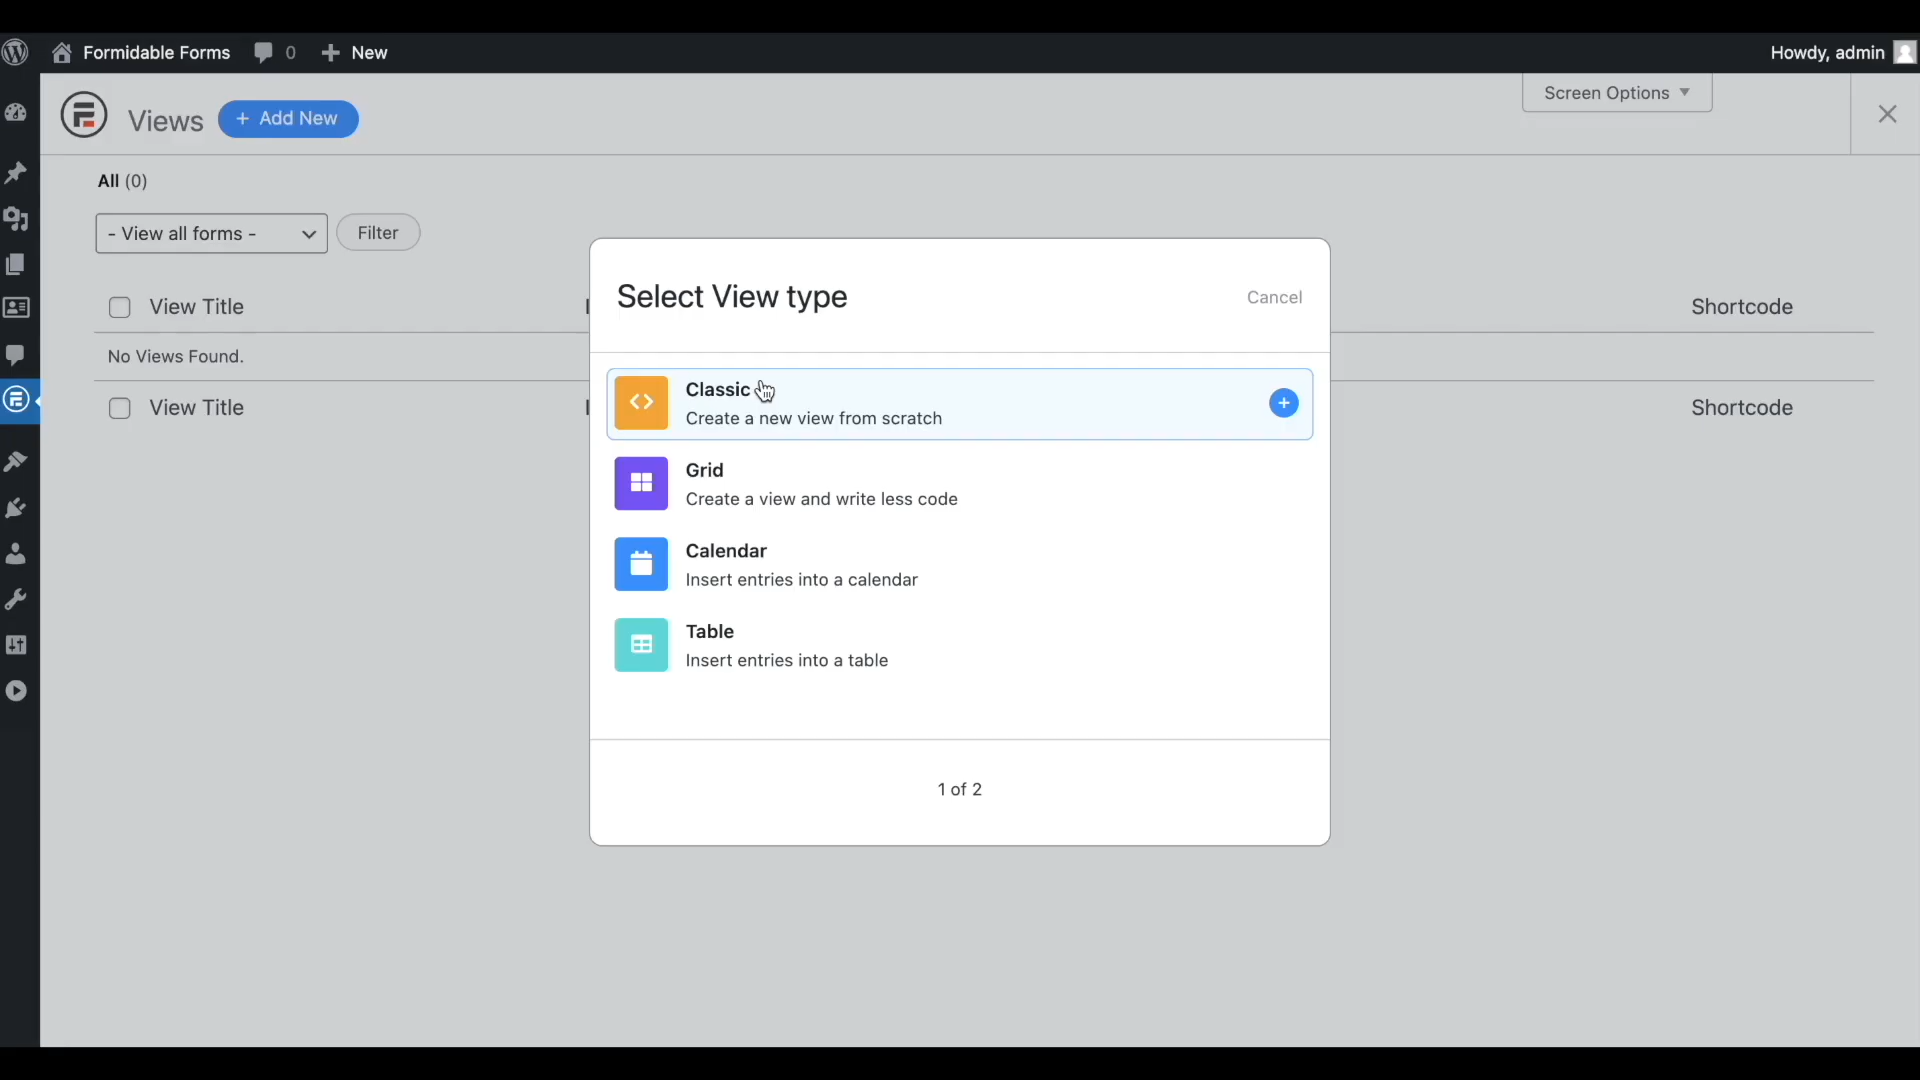 Formidable Forms 0 New Howdy, admin
Screen Options
Views + Add New
All (0)
- View all forms - Filter
View Title Shortcode
No Views Found.
View Title Shortcode
Select View type Cancel
Classic
Create a new view from scratch
Grid
Create a view and write less code
Calendar
Insert entries into a calendar
Table
Insert entries into a table
1 of 2